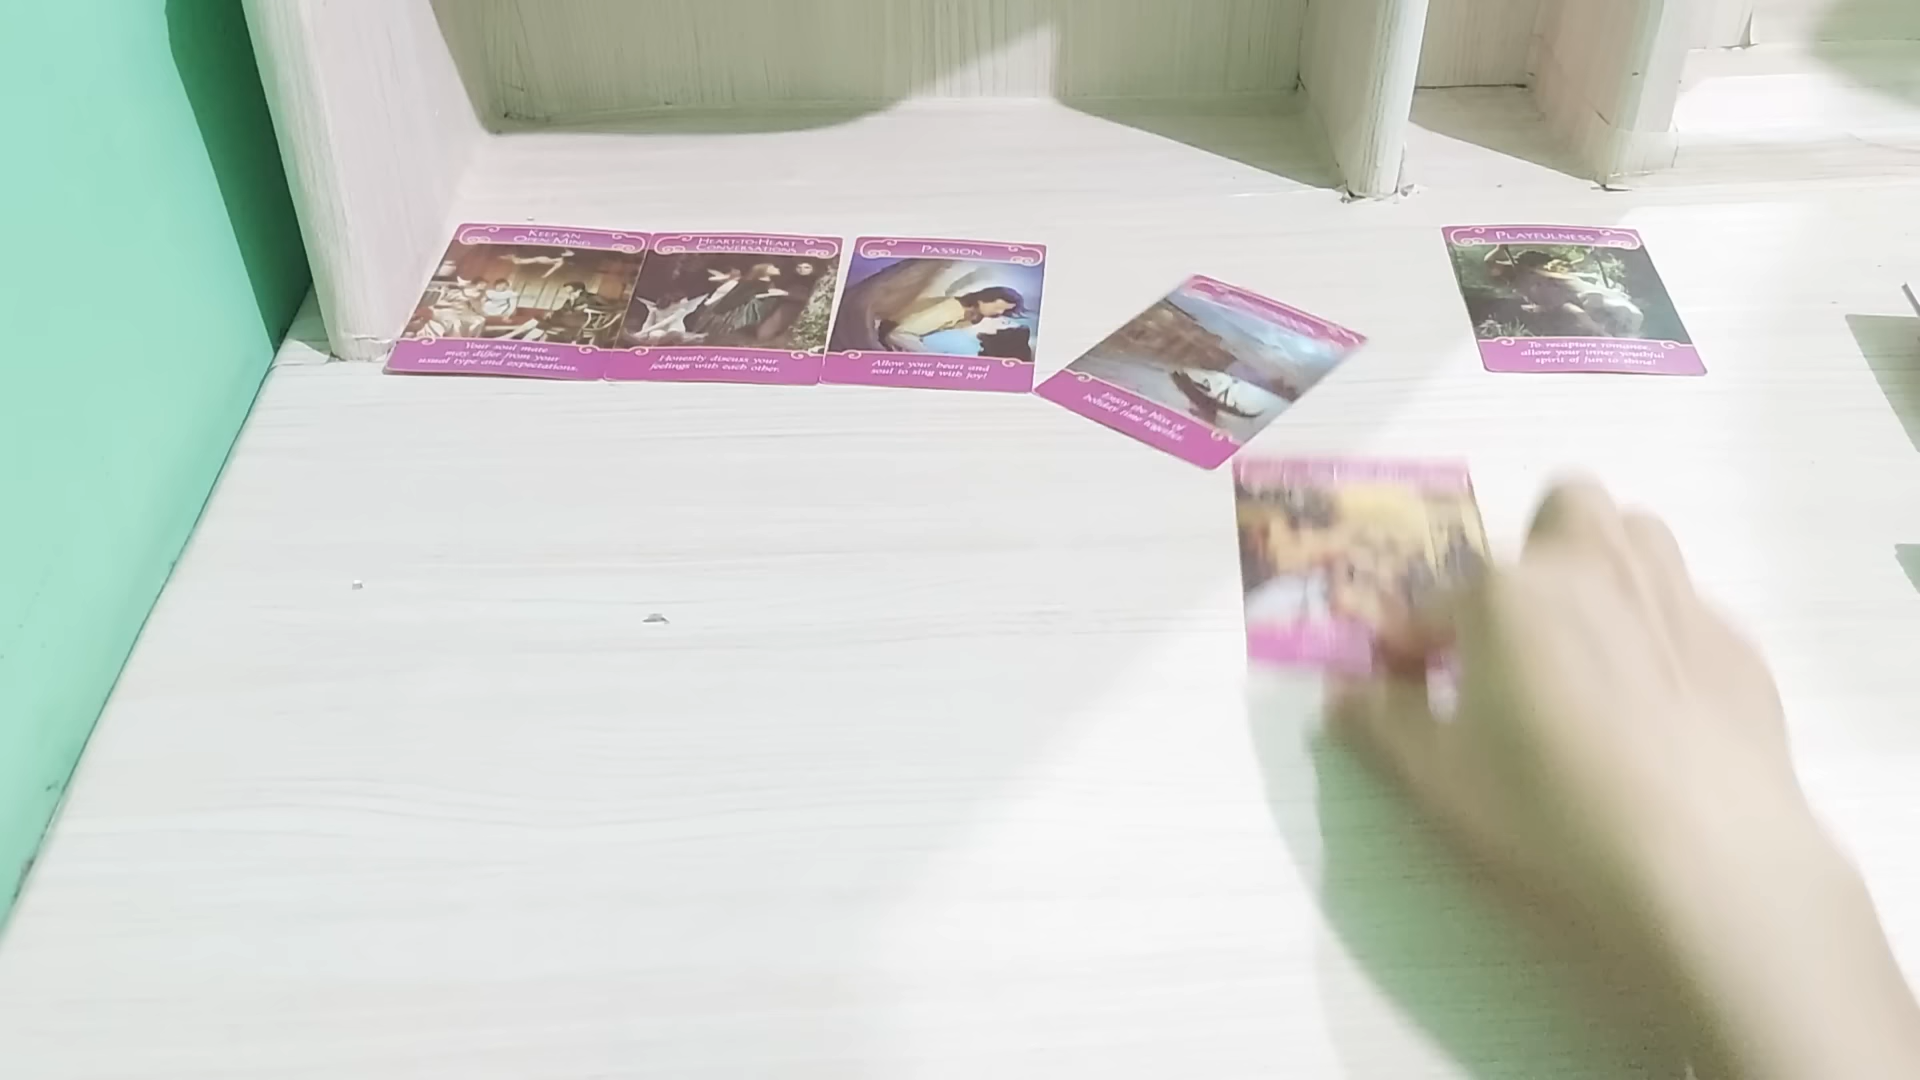 KEEP AN
OPEN MIND
Your soul mate
may differ from your
usual type and expectations.
HEART-TO-HEART
CONVERSATIONS
Honestly discuss your
feelings with each other.
PASSION
Allow your heart and
soul to sing with joy!
Enjoy the bliss of
holiday time together.
PLAYFULNESS
To recapture romance,
allow your inner youthful
spirit of fun to shine!